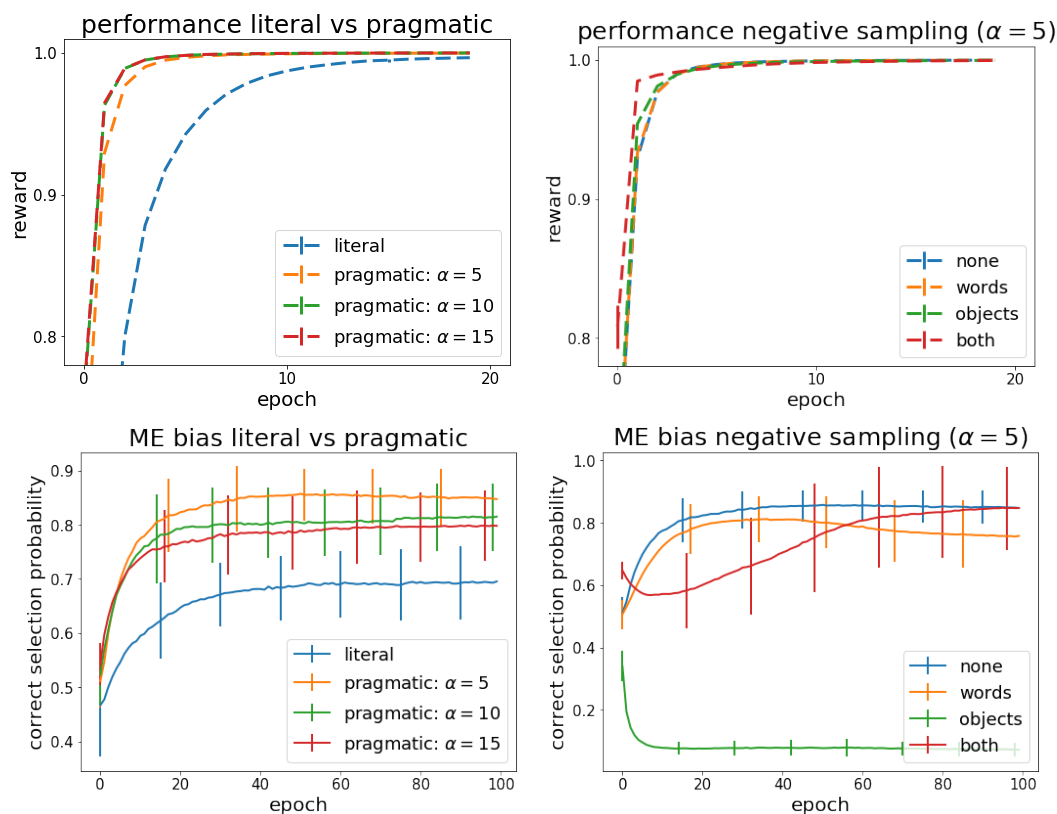 performance literal vs pragmatic
1.0
0.9
0.8
reward
0
10
20
epoch
literal
pragmatic: α = 5
pragmatic: α = 10
pragmatic: α = 15
performance negative sampling (α = 5)
1.0
0.9
0.8
reward
0
10
20
epoch
none
words
objects
both
ME bias literal vs pragmatic
0.9
0.8
0.7
0.6
0.5
0.4
correct selection probability
0
20
40
60
80
100
epoch
literal
pragmatic: α = 5
pragmatic: α = 10
pragmatic: α = 15
ME bias negative sampling (α = 5)
1.0
0.8
0.6
0.4
0.2
correct selection probability
0
20
40
60
80
100
epoch
none
words
objects
both